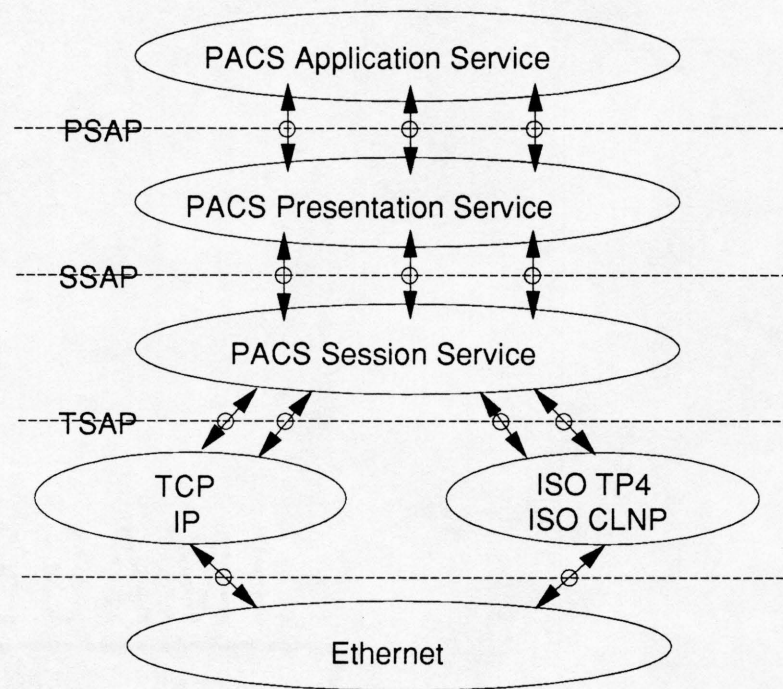 PACS Application Service
PSAP
PACS Presentation Service
SSAP
PACS Session Service
TSAP
TCP
IP
ISO TP4
ISO CLNP
Ethernet